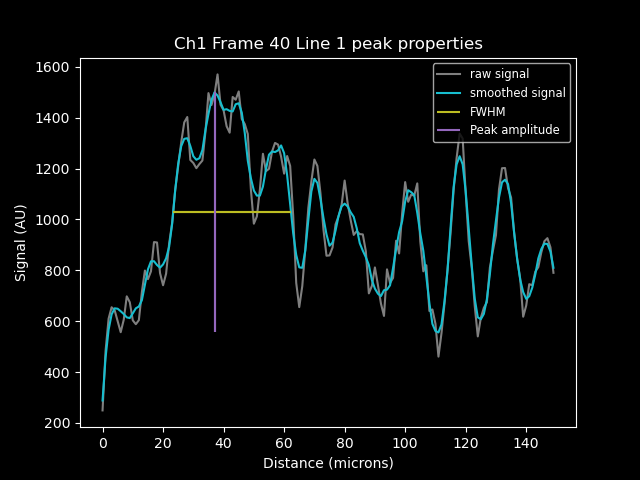 Ch1 Frame 40 Line 1 peak properties
raw signal
smoothed signal
FWHM
Peak amplitude
Signal (AU)
1600
1400
1200
1000
800
600
400
200
0 20 40 60 80 100 120 140
Distance (microns)